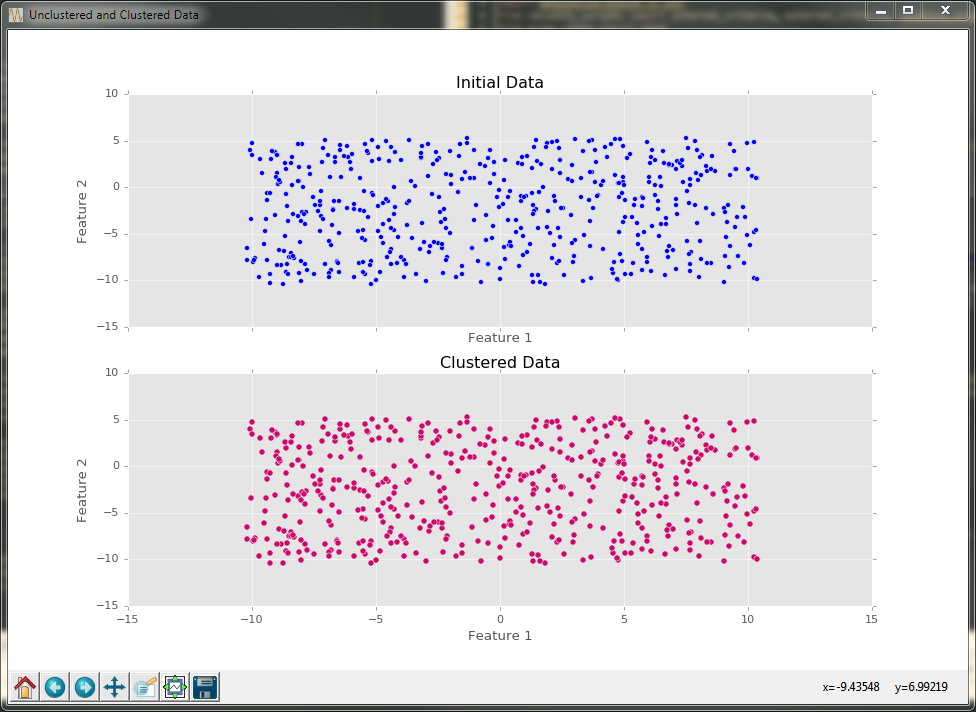 Unclustered and Clustered Data
Initial Data
10
5
0
−5
−10
−15
Feature 2
Feature 1
Clustered Data
10
5
0
−5
−10
−15
Feature 2
−15 −10 −5 0 5 10 15
Feature 1
x=-9.43548 y=6.99219